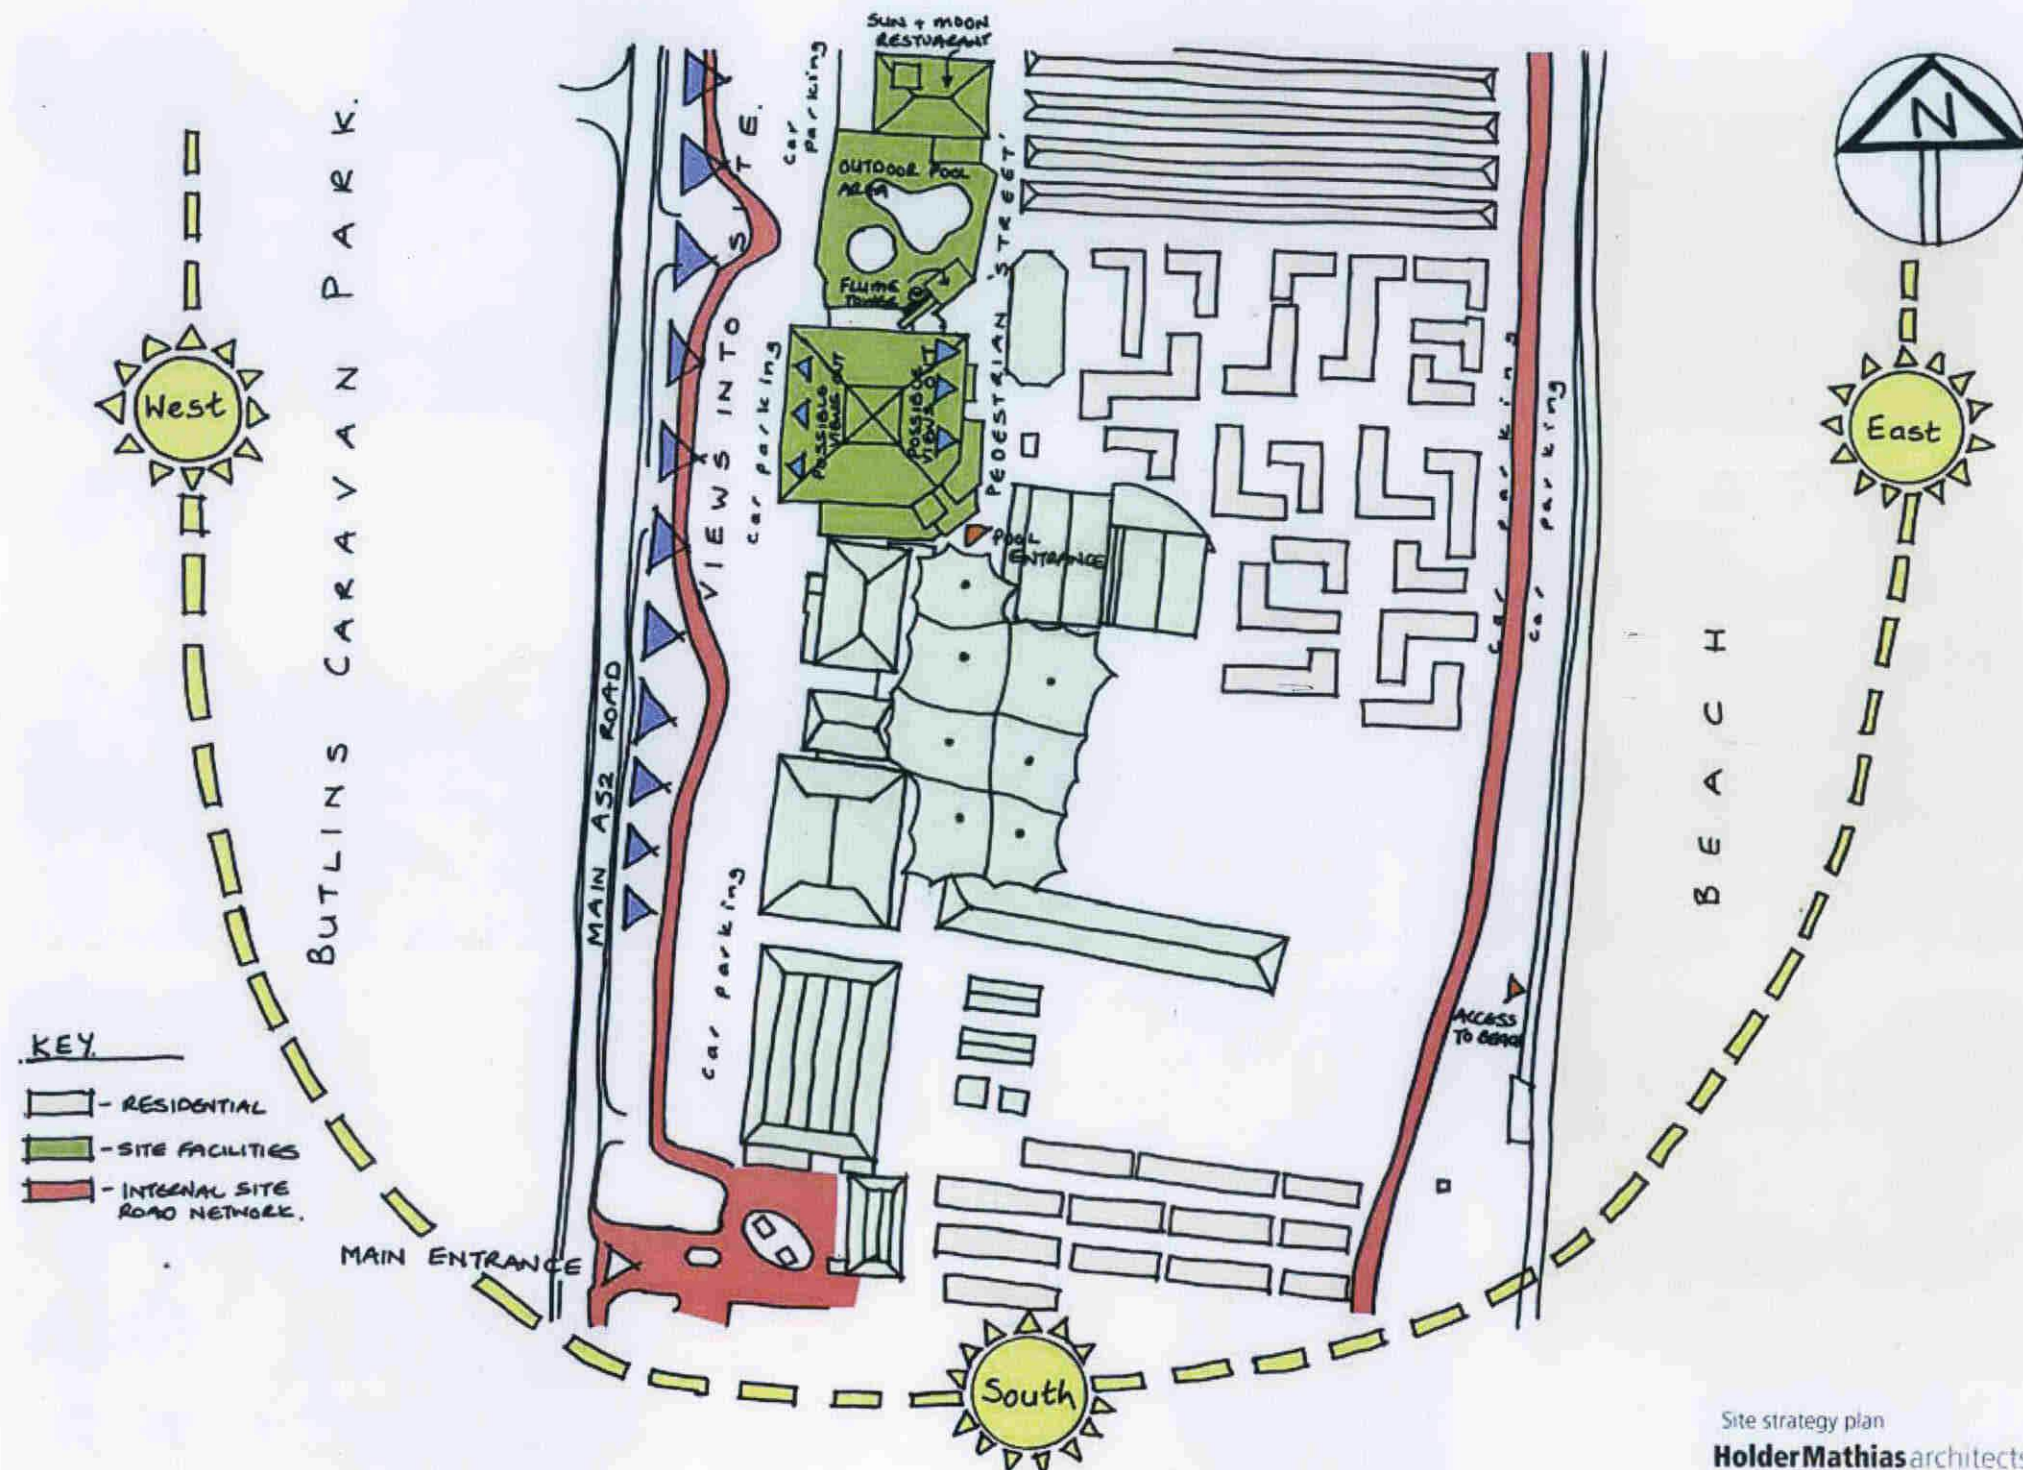 SUN + MOON
RESTUARANT
N
car
parking
OUTDOOR POOL
AREA
FLUME
TOWER
PEDESTRIAN 'STREET'
BUTLINS CARAVAN PARK.
VIEWS INTO SITE.
West
East
car parking
POSSIBLE
VIEWS OUT
POSSIBLE
VIEWS OUT
car parking
car parking
POOL
ENTRANCE
MAIN A52 ROAD
BEACH
car parking
ACCESS
TO BEACH
KEY.
- RESIDENTIAL
- SITE FACILITIES
- INTERNAL SITE
ROAD NETWORK.
MAIN ENTRANCE
South
Site strategy plan
HolderMathias architects